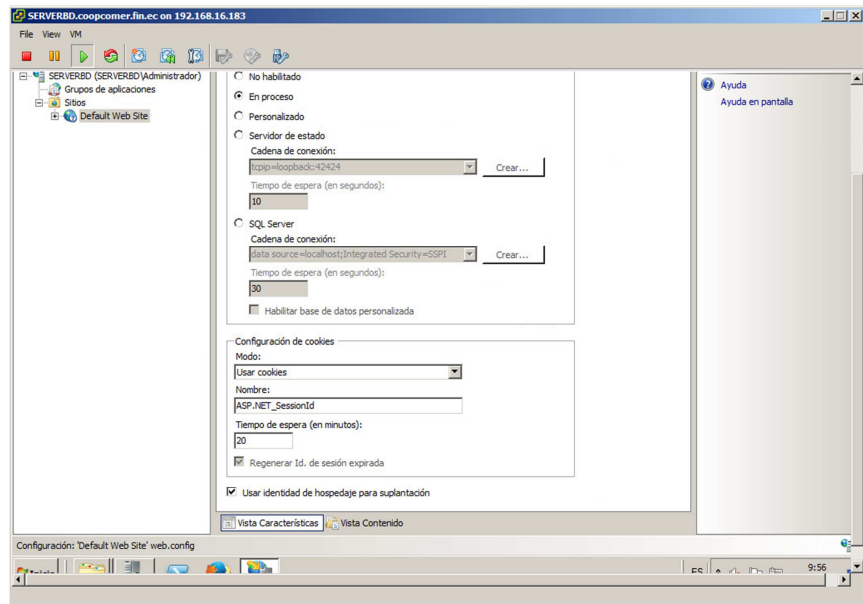 SERVERBD.coopcomer.fin.ec on 192.168.16.183
File View VM
SERVERBD (SERVERBD\Administrador)
Grupos de aplicaciones
Sitios
Default Web Site
No habilitado
En proceso
Personalizado
Servidor de estado
Cadena de conexión:
tcpip=loopback:42424
Crear...
Tiempo de espera (en segundos):
10
SQL Server
Cadena de conexión:
data source=localhost;Integrated Security=SSPI
Crear...
Tiempo de espera (en segundos):
30
Habilitar base de datos personalizada
Configuración de cookies
Modo:
Usar cookies
Nombre:
ASP.NET_SessionId
Tiempo de espera (en minutos):
20
Regenerar Id. de sesión expirada
Usar identidad de hospedaje para suplantación
Vista Características
Vista Contenido
Ayuda
Ayuda en pantalla
Configuración: 'Default Web Site' web.config
ES
9:56